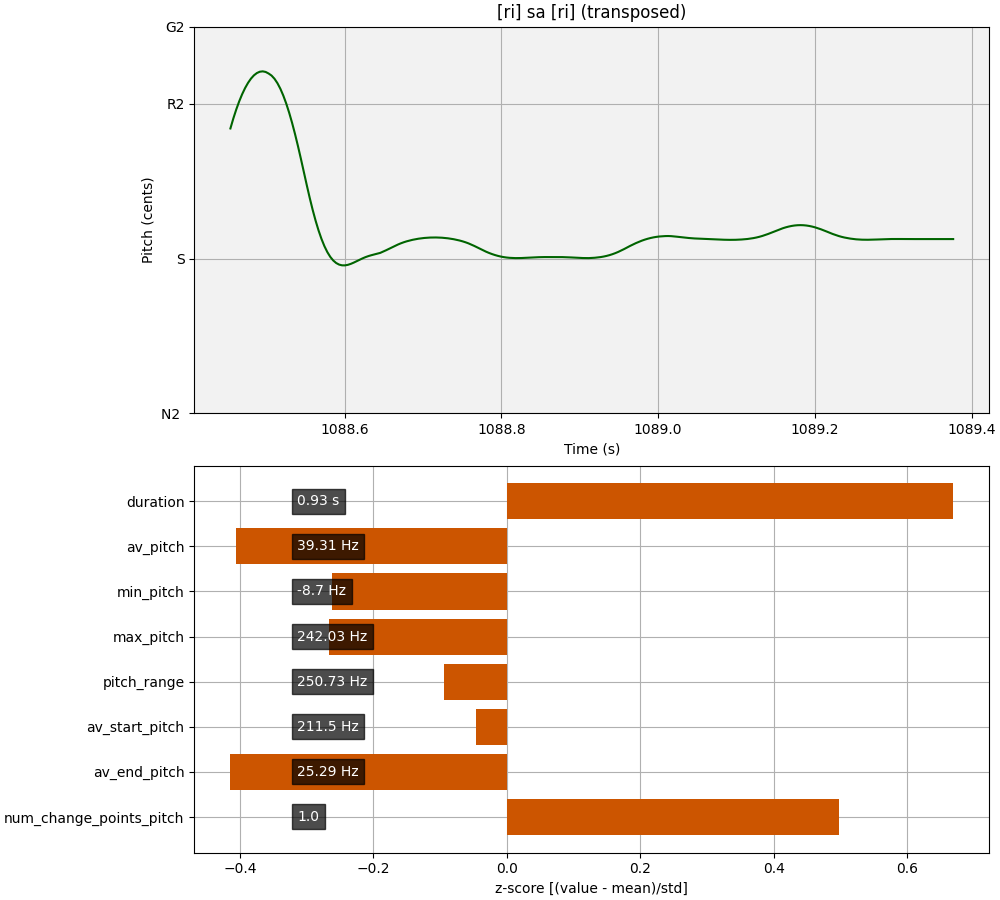 [ri] sa [ri] (transposed)
G2
R2
S
N2
Pitch (cents)
1088.6 1088.8 1089.0 1089.2 1089.4
Time (s)
duration 0.93 s
av_pitch 39.31 Hz
min_pitch -8.7 Hz
max_pitch 242.03 Hz
pitch_range 250.73 Hz
av_start_pitch 211.5 Hz
av_end_pitch 25.29 Hz
num_change_points_pitch 1.0
−0.4 −0.2 0.0 0.2 0.4 0.6
z-score [(value - mean)/std]